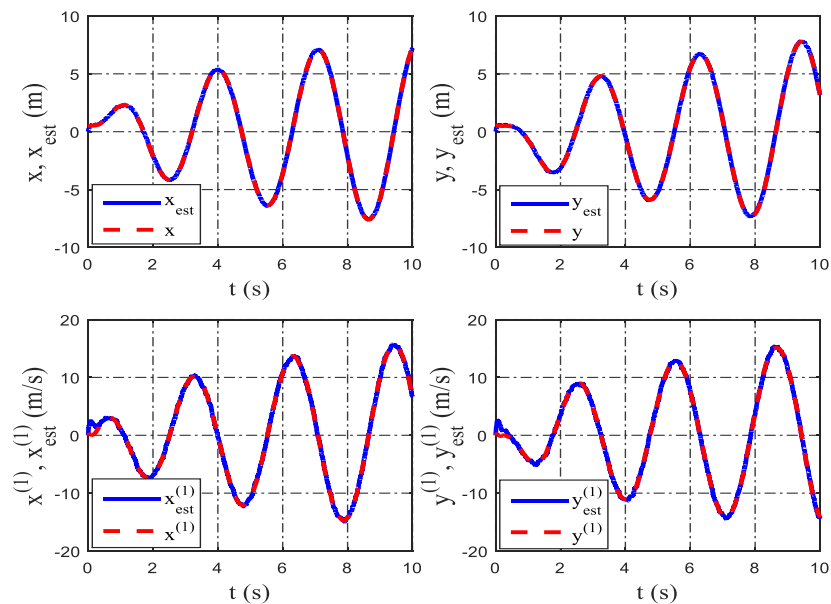 x, x_est (m)
10
5
0
-5
-10
x_est
x
0 2 4 6 8 10
t (s)
y, y_est (m)
10
5
0
-5
-10
y_est
y
0 2 4 6 8 10
t (s)
x^(1), x_est^(1) (m/s)
20
10
0
-10
-20
x_est^(1)
x^(1)
0 2 4 6 8 10
t (s)
y^(1), y_est^(1) (m/s)
20
10
0
-10
-20
y_est^(1)
y^(1)
0 2 4 6 8 10
t (s)